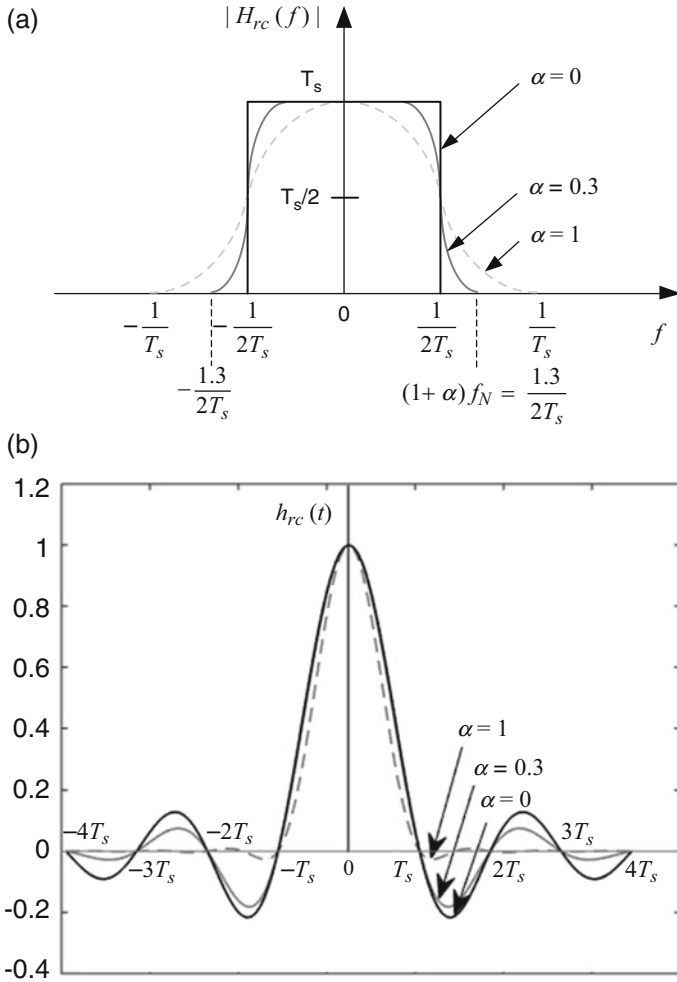 (a)
| H_rc (f) |
T_s
α = 0
T_s/2
α = 0.3
α = 1
−1/T_s
−1/2T_s
0
1/2T_s
1/T_s
f
−1.3/2T_s
(1+ α) f_N = 1.3/2T_s
(b)
1.2
h_rc (t)
1
0.8
0.6
0.4
α = 1
α = 0.3
0.2
α = 0
−4T_s
−2T_s
3T_s
0
−3T_s
−T_s
0
T_s
2T_s
4T_s
-0.2
-0.4